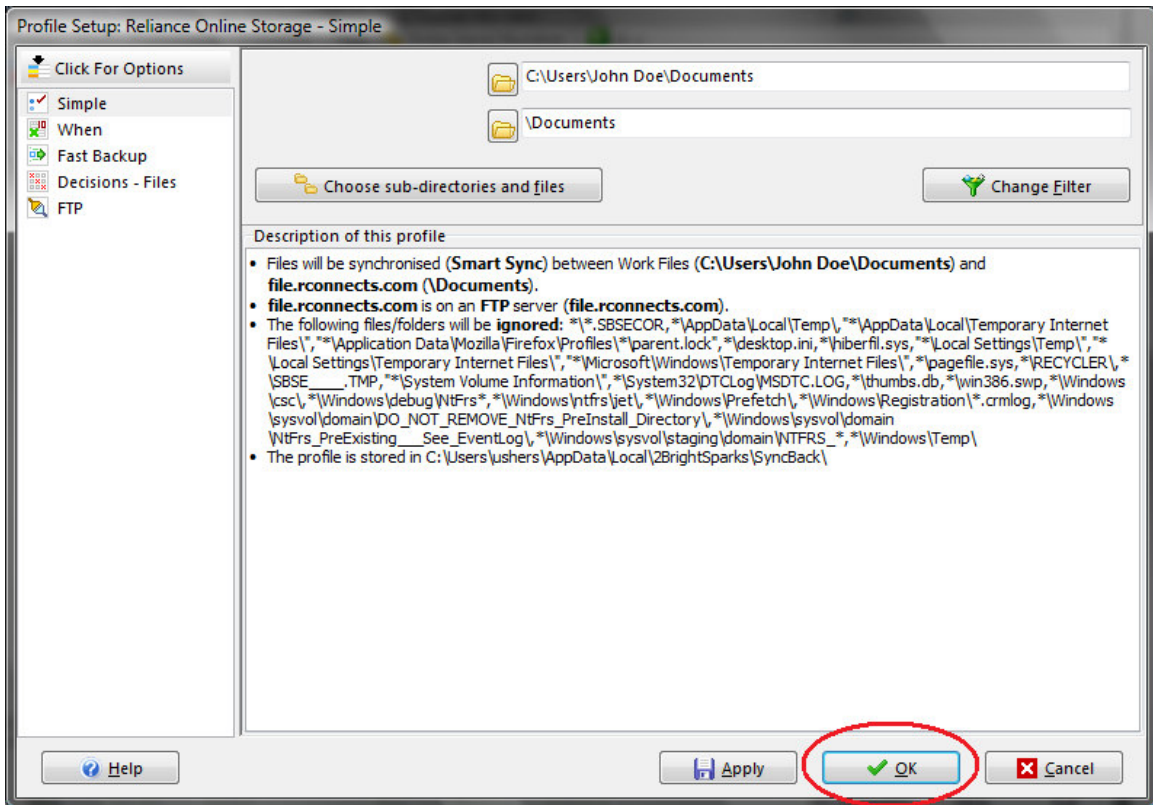 Profile Setup: Reliance Online Storage - Simple
Click For Options
Simple
When
Fast Backup
Decisions - Files
FTP
C:\Users\John Doe\Documents
\Documents
Choose sub-directories and files
Change Filter
Description of this profile
• Files will be synchronised (Smart Sync) between Work Files (C:\Users\John Doe\Documents) and
file.rconnects.com (\Documents).
• file.rconnects.com is on an FTP server (file.rconnects.com).
• The following files/folders will be ignored: *\*.SBSECOR,*\AppData\Local\Temp\,"*\AppData\Local\Temporary Internet
Files\","*\Application Data\Mozilla\Firefox\Profiles\*\parent.lock",*\desktop.ini,*\hiberfil.sys,"*\Local Settings\Temp\","*
\Local Settings\Temporary Internet Files\","*\Microsoft\Windows\Temporary Internet Files\",*\pagefile.sys,*\RECYCLER\,*
\SBSE____.TMP,"*\System Volume Information\",*\System32\DTCLog\MSDTC.LOG,*\thumbs.db,*\win386.swp,*\Windows
\csc\,*\Windows\debug\NtFrs*,*\Windows\ntfrs\jet\,*\Windows\Prefetch\,*\Windows\Registration\*.crmlog,*\Windows
\sysvol\domain\DO_NOT_REMOVE_NtFrs_PreInstall_Directory\,*\Windows\sysvol\domain
\NtFrs_PreExisting___See_EventLog\,*\Windows\sysvol\staging\domain\NTFRS_*,*\Windows\Temp\
• The profile is stored in C:\Users\ushers\AppData\Local\2BrightSparks\SyncBack\
Help
Apply
OK
Cancel